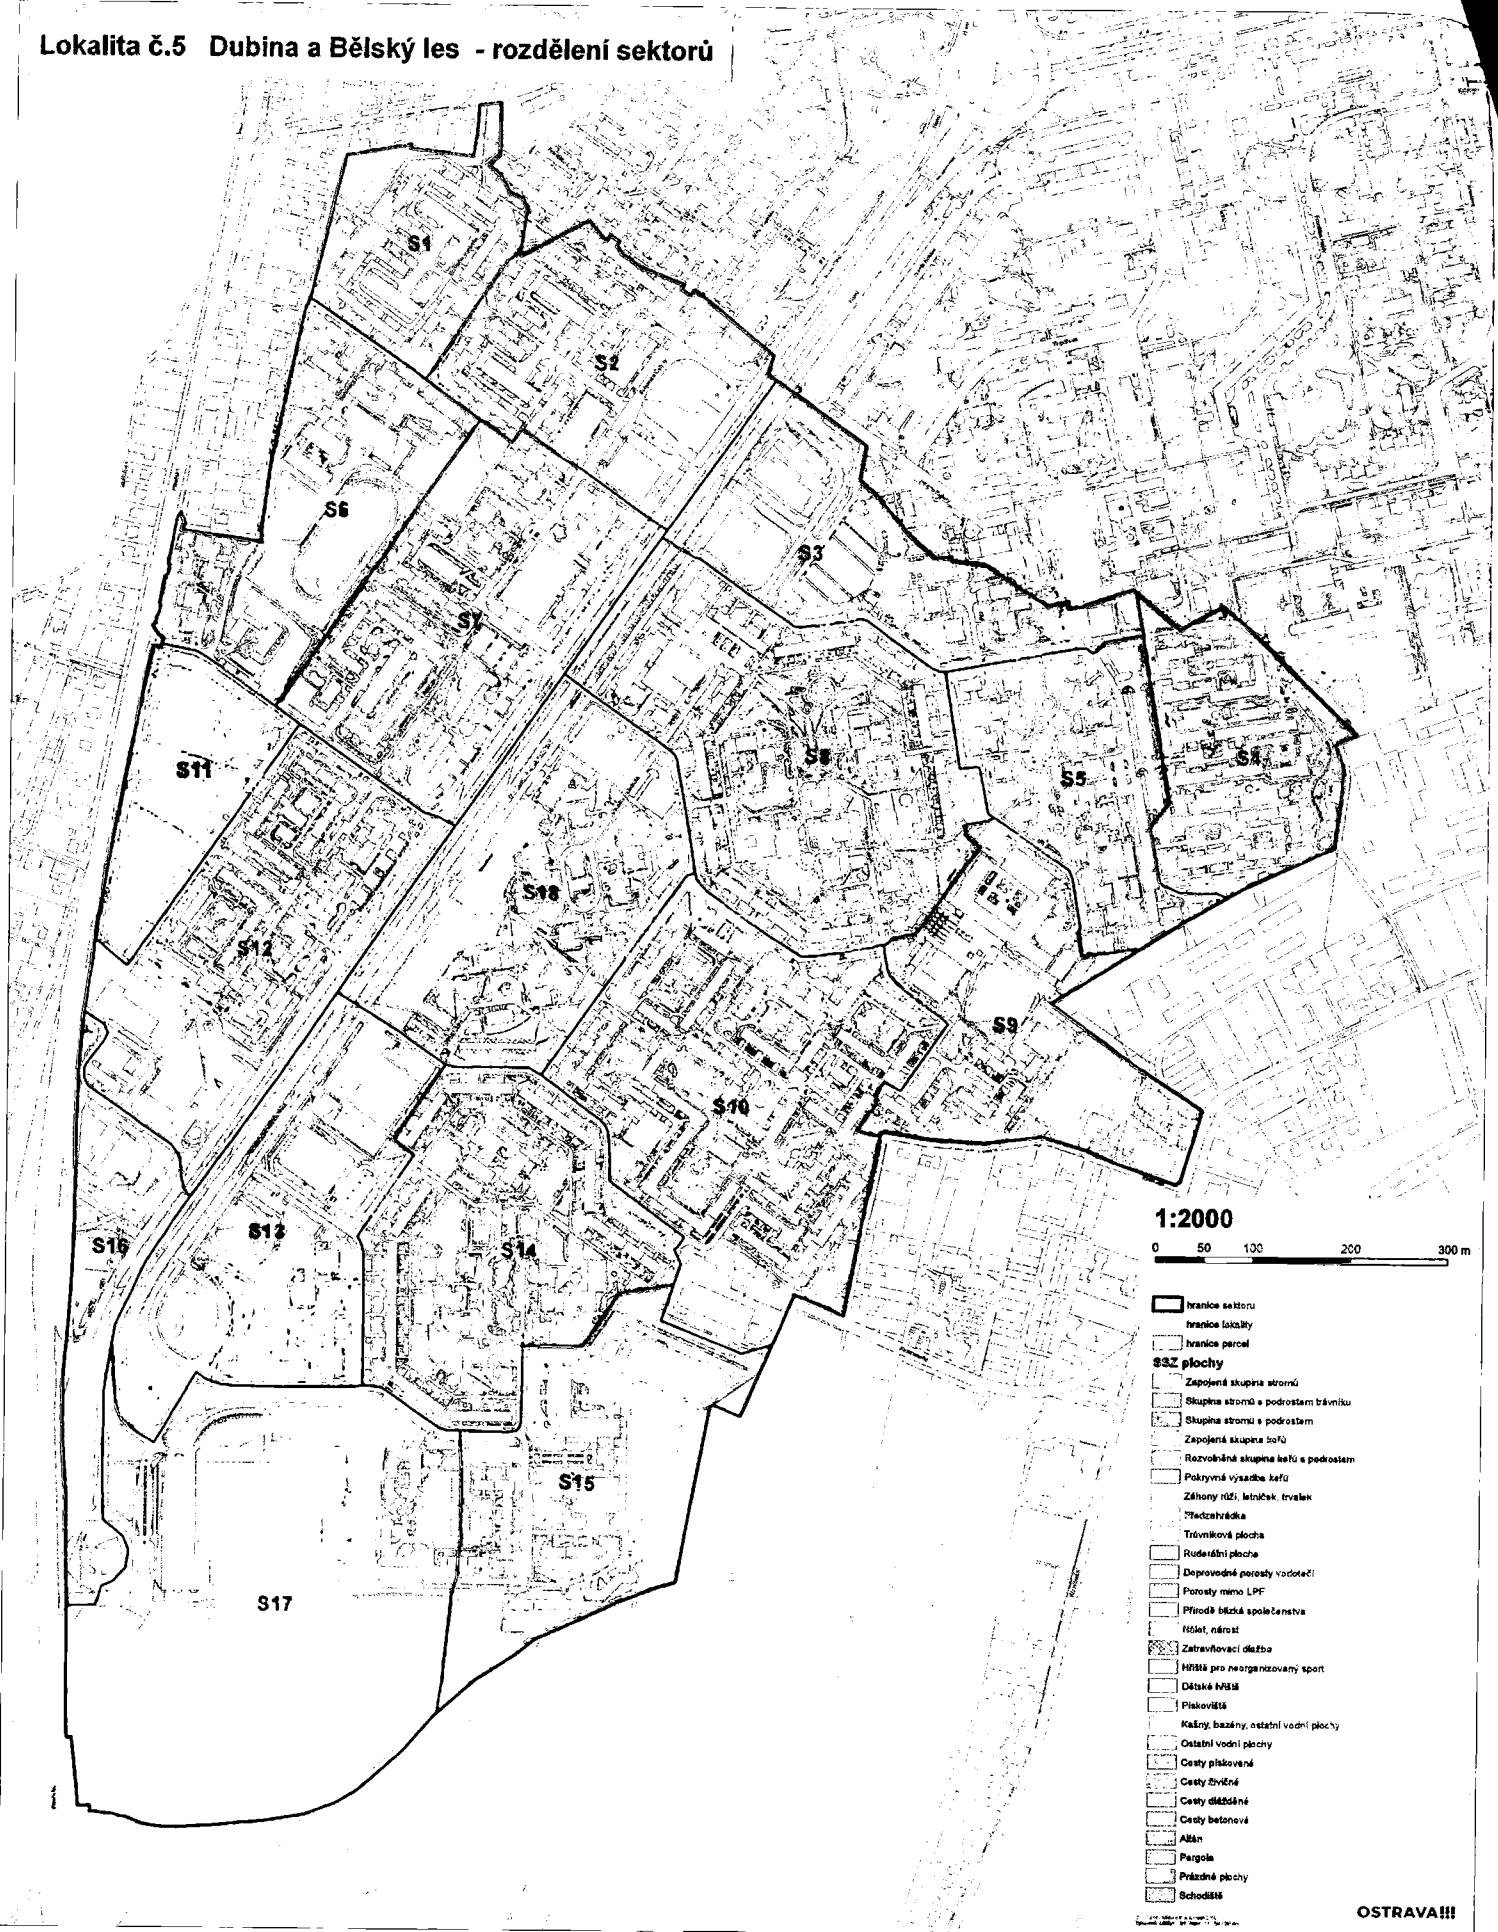 Lokalita č.5 Dubina a Bělský les - rozdělení sektorů
S1
S2
S6
S3
S7
S8
S4
S5
S11
S18
S12
S9
S10
S13
S16
S14
S15
S17
1:2000
0 50 100 200 300 m
hranice sektoru
hranice lokality
hranice parcel
plochy
Zapojená skupina stromů
Skupina stromů s podrostem trávníku
Skupina stromů s podrostem
Zapojená skupina keřů
Rozvolněná skupina keřů s podrostem
Pokryvná výsadba keřů
Záhony růží, letniček, trvalek
Předzahrádka
Trávníková plocha
Ruderální plocha
Doprovodné porosty vodotečí
Porosty mimo LPF
Přírodě blízká společenstva
Nálet, nárost
Zatravňovací dlažba
Hřiště pro neorganizovaný sport
Dětské hřiště
Pískoviště
Kašny, bazény, ostatní vodní plochy
Ostatní vodní plochy
Cesty pískované
Cesty živičné
Cesty dlážděné
Cesty betonové
Altán
Pergola
Prázdné plochy
Schodiště
OSTRAVA!!!